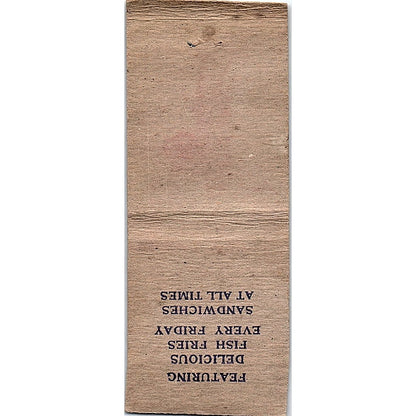 FEATURING
DELICIOUS
FISH FRIES
EVERY FRIDAY
SANDWICHES
AT ALL TIMES